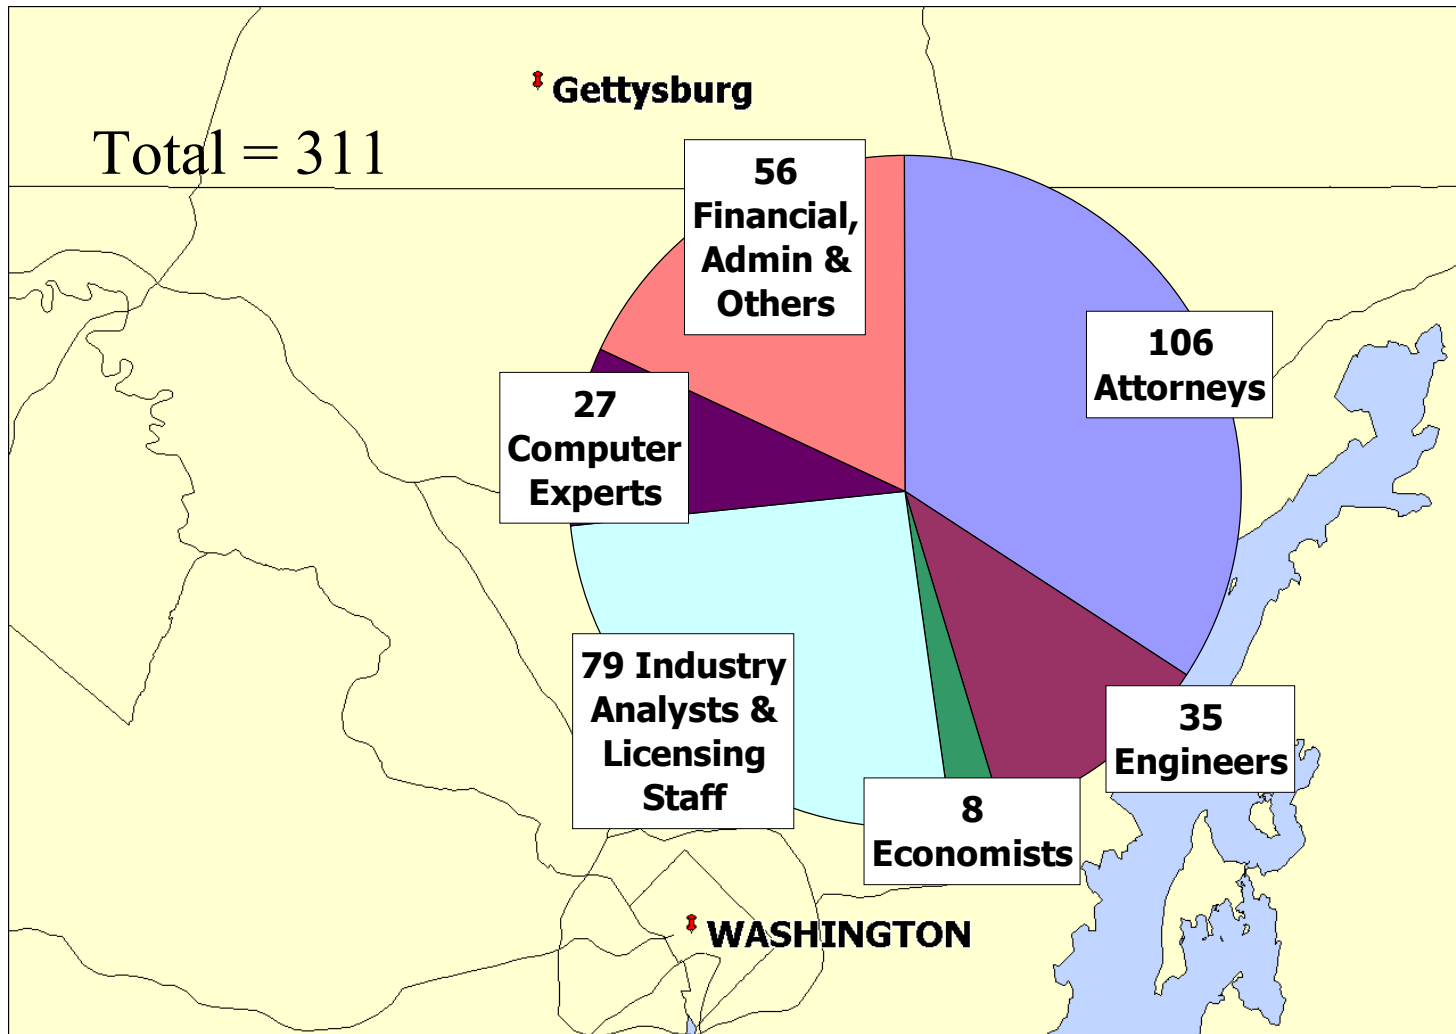 Gettysburg
Total = 311
56
Financial,
Admin &
Others
106
Attorneys
27
Computer
Experts
79 Industry
Analysts &
Licensing
Staff
35
Engineers
8
Economists
WASHINGTON